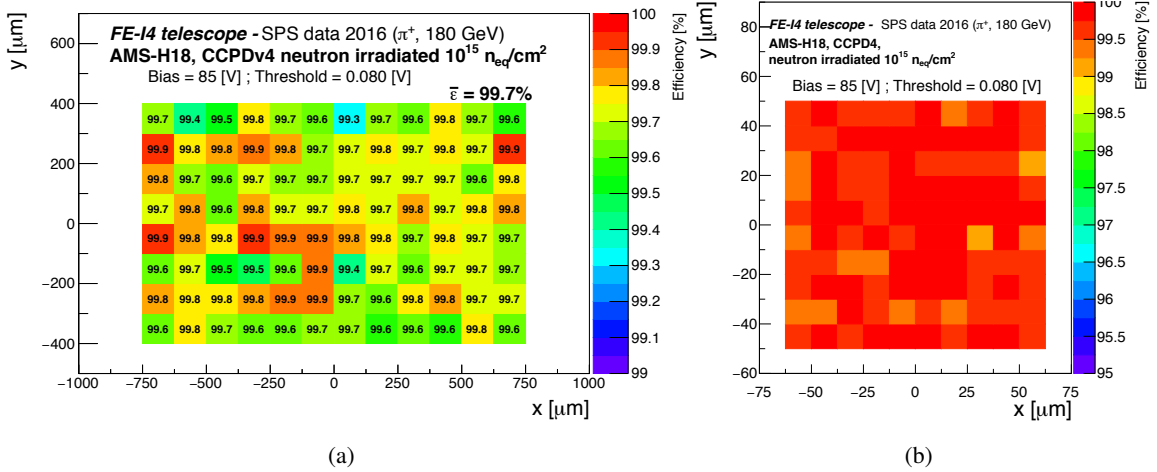 y [μm]
600
400
200
0
−200
−400
−1000
−750
−500
−250
0
250
500
750
1000
x [μm]
FE-I4 telescope - SPS data 2016 (π⁺, 180 GeV)
AMS-H18, CCPDv4 neutron irradiated 10¹⁵ nₑq/cm²
Bias = 85 [V] ; Threshold = 0.080 [V]
ε̅ = 99.7%
99.7 99.4 99.5 99.8 99.7 99.6 99.3 99.7 99.6 99.8 99.7 99.6
99.9 99.8 99.8 99.9 99.8 99.7 99.7 99.8 99.7 99.8 99.7 99.9
99.8 99.7 99.6 99.7 99.7 99.7 99.7 99.7 99.7 99.7 99.6 99.8
99.7 99.8 99.6 99.8 99.7 99.7 99.8 99.8 99.8 99.7 99.8 99.8
99.9 99.8 99.8 99.9 99.9 99.9 99.8 99.8 99.7 99.8 99.7 99.7
99.6 99.7 99.5 99.5 99.6 99.9 99.4 99.7 99.7 99.7 99.7 99.6
99.8 99.8 99.8 99.8 99.9 99.9 99.7 99.6 99.8 99.8 99.7 99.7
99.6 99.8 99.7 99.6 99.7 99.7 99.7 99.6 99.6 99.6 99.8 99.6
Efficiency [%]
100
99.9
99.8
99.7
99.6
99.5
99.4
99.3
99.2
99.1
99
(a)
y [μm]
80
60
40
20
0
−20
−40
−60
−75
−50
−25
0
25
50
75
x [μm]
FE-I4 telescope - SPS data 2016 (π⁺, 180 GeV)
AMS-H18, CCPD4,
neutron irradiated 10¹⁵ nₑq/cm²
Bias = 85 [V] ; Threshold = 0.080 [V]
Efficiency [%]
100
99.5
99
98.5
98
97.5
97
96.5
96
95.5
95
(b)